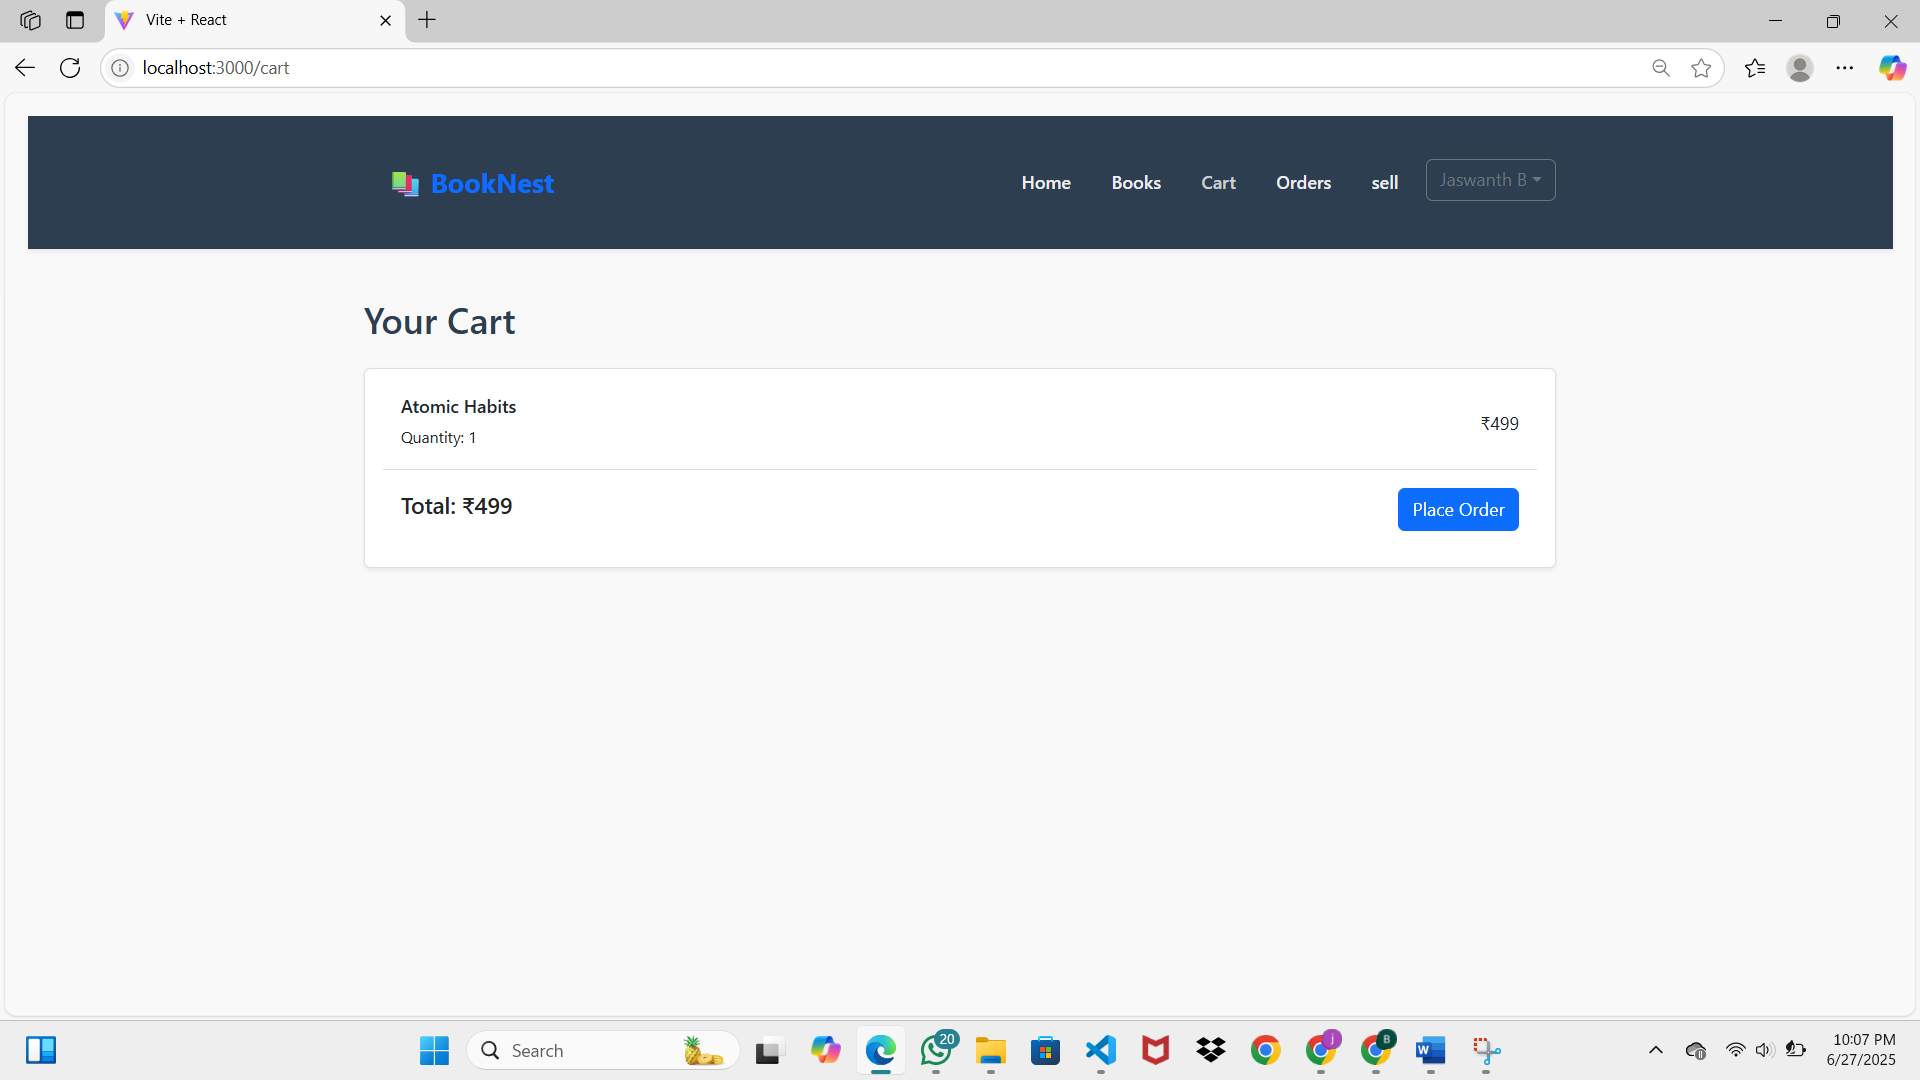 Vite + React
localhost:3000/cart
BookNest
Home
Books
Cart
Orders
sell
Jaswanth B
Your Cart
Atomic Habits
₹499
Quantity: 1
Total: ₹499
Place Order
Search
20
J
B
W
10:07 PM
6/27/2025